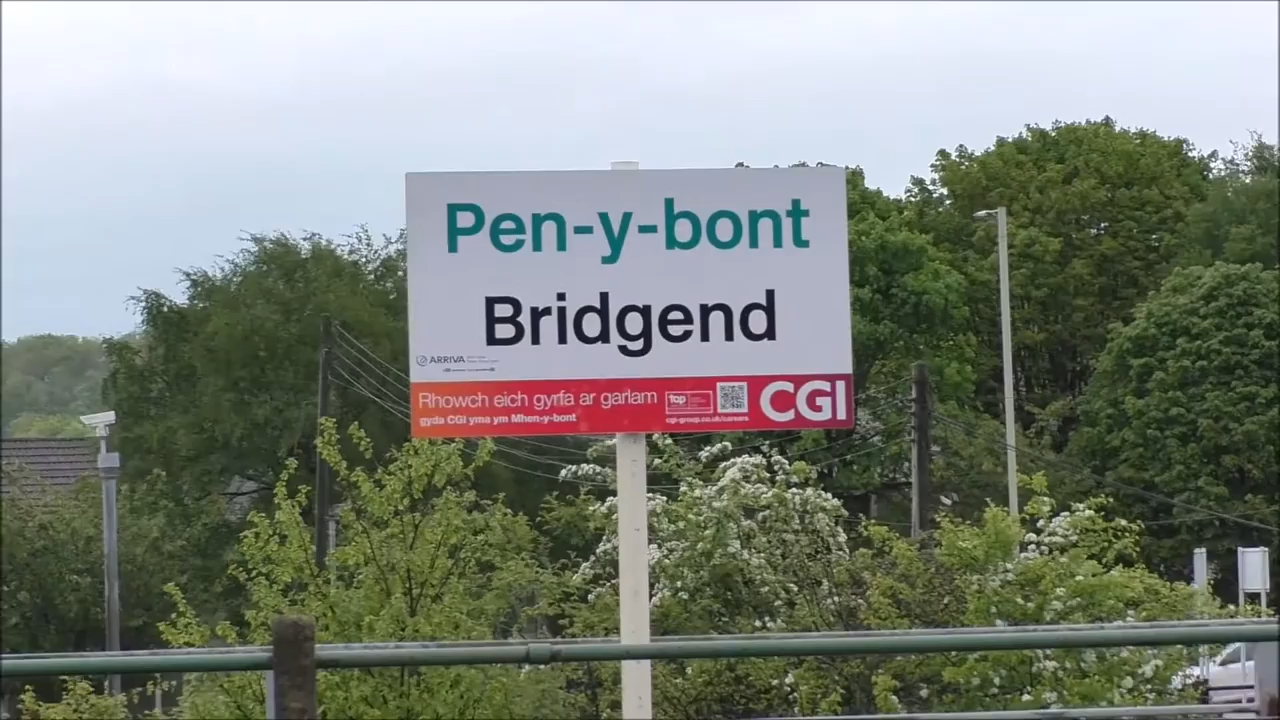 Pen-y-bont
Bridgend
ARRIVA
Rhowch eich gyrfa ar garlam
gyda CGI yma ym Mhen-y-bont
top
cgi-group.co.uk/careers
CGI